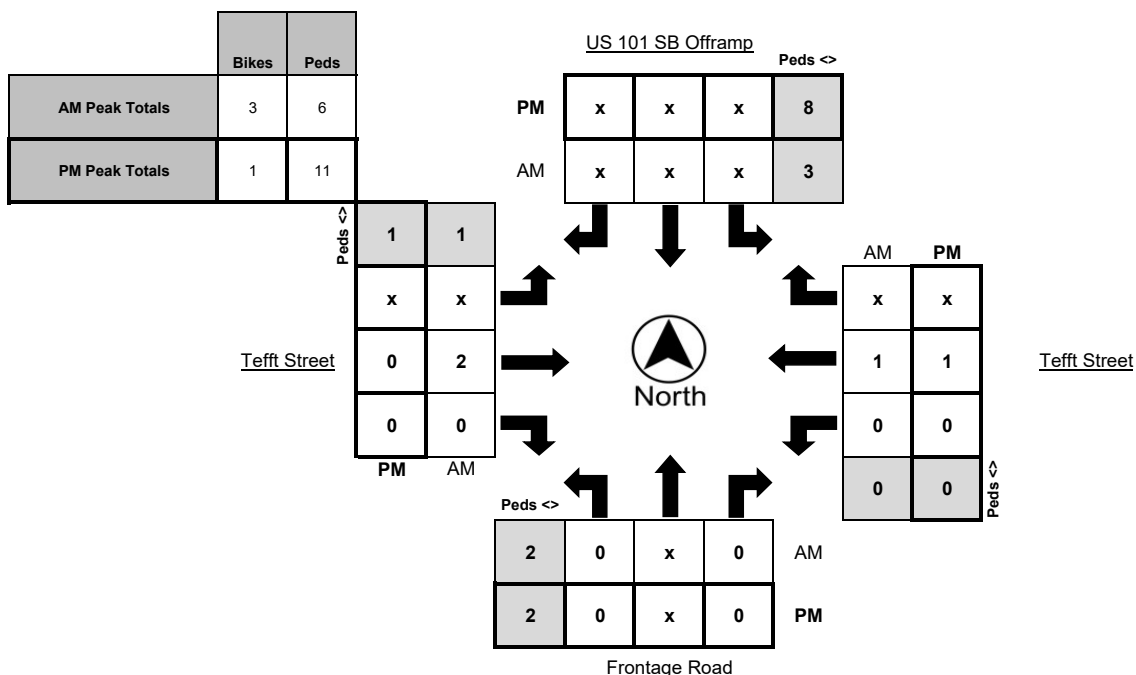 US 101 SB Offramp
Bikes Peds
Peds <>
AM Peak Totals 3 6
PM x x x 8
PM Peak Totals 1 11
AM x x x 3
Peds <> 1 1
AM PM
x x
x x
Tefft Street 0 2
North
1 1 Tefft Street
0 0
0 0
PM AM
0 0 Peds <>
Peds <>
2 0 x 0 AM
2 0 x 0 PM
Frontage Road